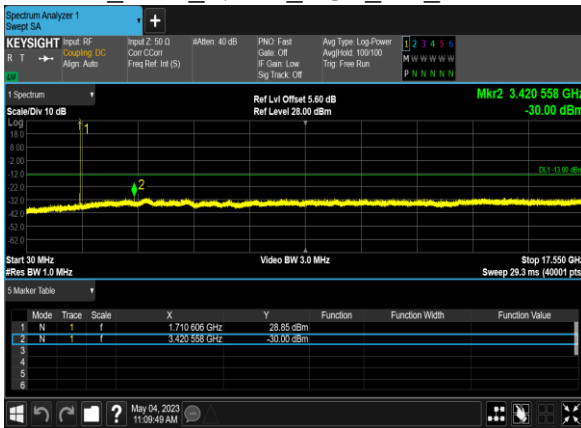 Spectrum Analyzer 1
Swept SA
KEYSIGHT Input: RF Input Z: 50 Ω #Atten: 40 dB PNO: Fast Avg Type: Log-Power 1 2 3 4 5 6
R T Coupling: DC Corr CCorr Gate: Off Avg|Hold: 100/100 M W W W W W
Align: Auto Freq Ref: Int (S) IF Gain: Low Trig: Free Run
LV Sig Track: Off P N N N N N
1 Spectrum Ref Lvl Offset 5.60 dB Mkr2 3.420 558 GHz
Scale/Div 10 dB Ref Level 28.00 dBm -30.00 dBm
Log
18.0 1
8.00
-2.00
-12.0 DL1 -13.00 dBm
-22.0 2
-32.0
-42.0
-52.0
-62.0
Start 30 MHz Video BW 3.0 MHz Stop 17.550 GHz
#Res BW 1.0 MHz Sweep 29.3 ms (40001 pts
5 Marker Table
Mode Trace Scale X Y Function Function Width Function Value
1 N 1 f 1.710 606 GHz 28.85 dBm
2 N 1 f 3.420 558 GHz -30.00 dBm
3
4
5
6
? May 04, 2023
11:09:49 AM